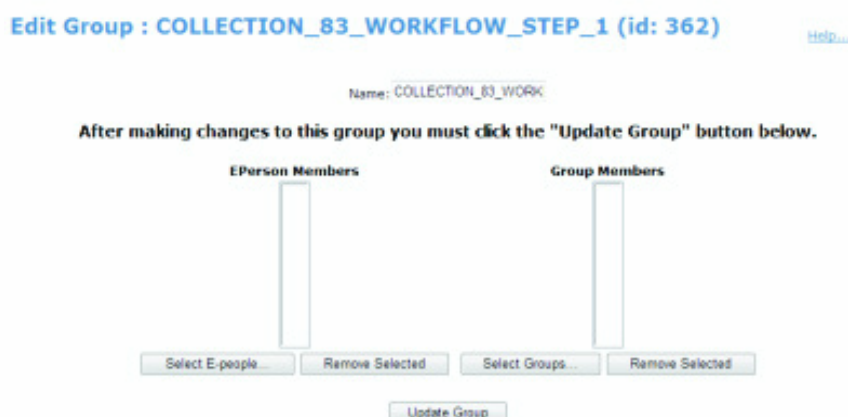 Edit Group : COLLECTION_83_WORKFLOW_STEP_1 (id: 362)
Help...
Name: COLLECTION_83_WORK
After making changes to this group you must click the "Update Group" button below.
EPerson Members Group Members
Select E-people... Remove Selected Select Groups... Remove Selected
Update Group